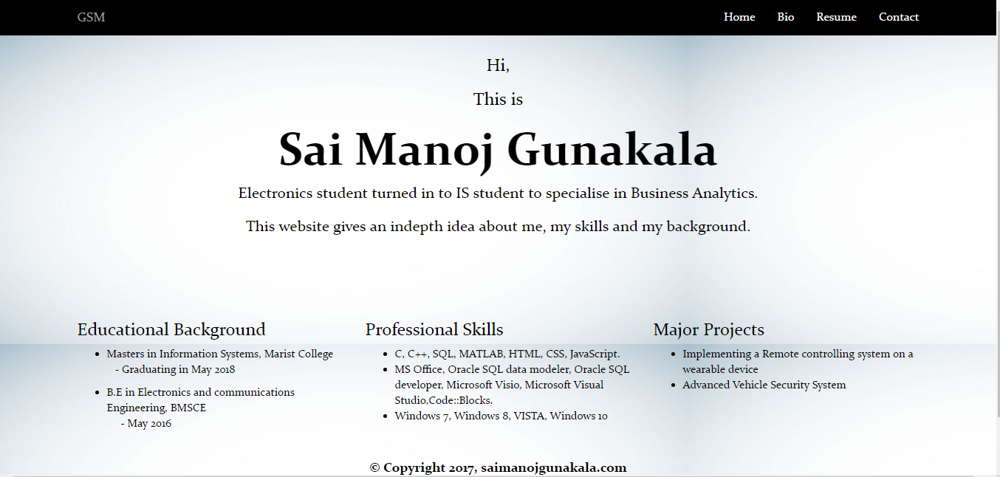 GSM
Home Bio Resume Contact
Hi,
This is
Sai Manoj Gunakala
Electronics student turned in to IS student to specialise in Business Analytics.
This website gives an indepth idea about me, my skills and my background.
Educational Background
Masters in Information Systems, Marist College
- Graduating in May 2018
B.E in Electronics and communications
Engineering, BMSCE
- May 2016
Professional Skills
C, C++, SQL, MATLAB, HTML, CSS, JavaScript.
MS Office, Oracle SQL data modeler, Oracle SQL
developer, Microsoft Visio, Microsoft Visual
Studio,Code::Blocks.
Windows 7, Windows 8, VISTA, Windows 10
Major Projects
Implementing a Remote controlling system on a
wearable device
Advanced Vehicle Security System
© Copyright 2017, saimanojgunakala.com